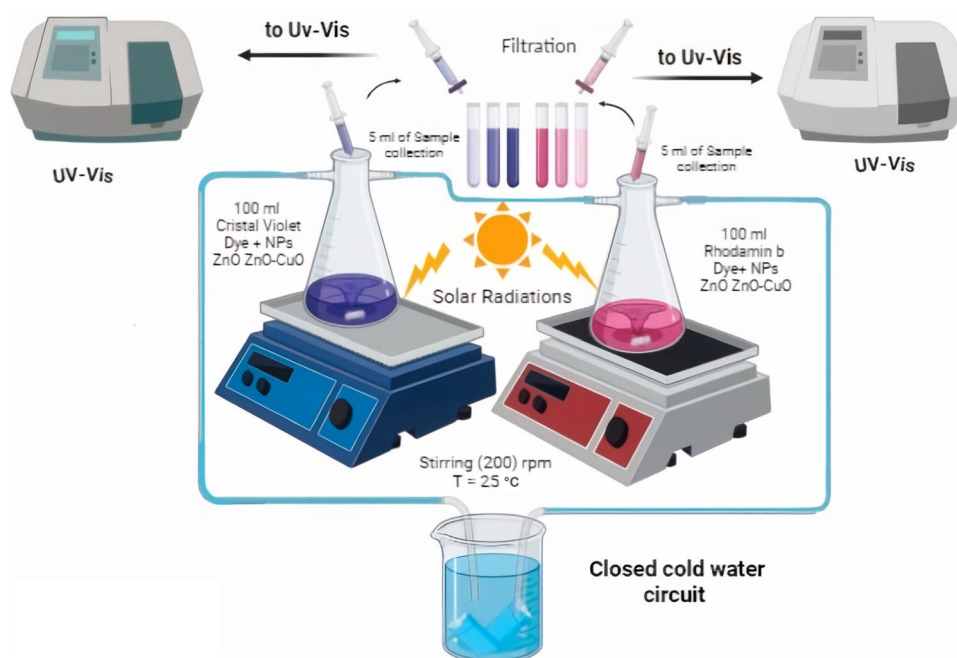 to Uv-Vis
Filtration
to Uv-Vis
UV-Vis
UV-Vis
5 ml of Sample
collection
5 ml of Sample
collection
100 ml
Cristal Violet
Dye + NPs
ZnO ZnO-CuO
100 ml
Rhodamin b
Dye+ NPs
ZnO ZnO-CuO
Solar Radiations
Stirring (200) rpm
T = 25 °c
Closed cold water
circuit